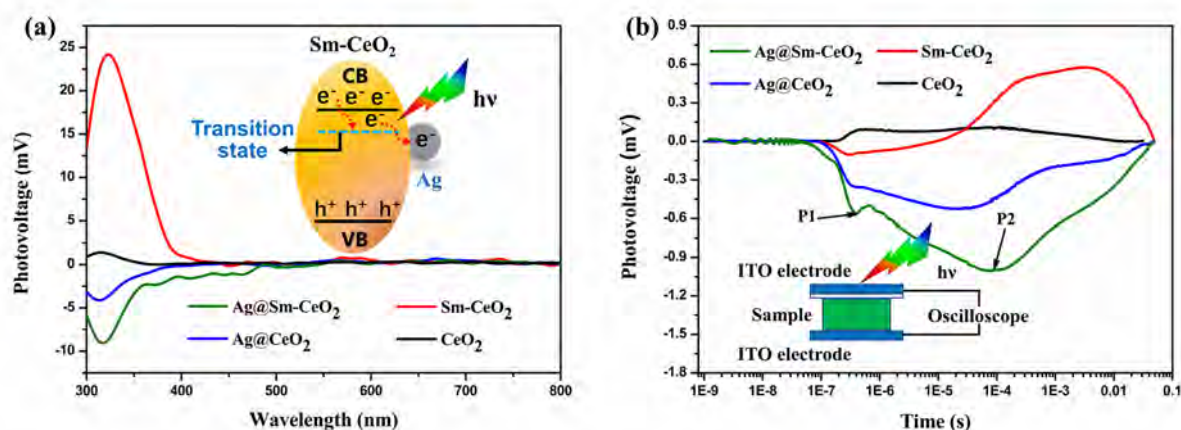 (a)
Photovoltage (mV)
25
20
15
10
5
0
-5
-10
300 400 500 600 700 800
Wavelength (nm)
Sm-CeO₂
CB
e⁻ e⁻ e⁻
hν
e⁻
Transition
state
e⁻
Ag
h⁺ h⁺ h⁺
VB
Ag@Sm-CeO₂ Sm-CeO₂
Ag@CeO₂ CeO₂
(b)
Photovoltage (mV)
0.9
0.6
0.3
0.0
-0.3
-0.6
-0.9
-1.2
-1.5
-1.8
1E-9 1E-8 1E-7 1E-6 1E-5 1E-4 1E-3 0.01 0.1
Time (s)
Ag@Sm-CeO₂ Sm-CeO₂
Ag@CeO₂ CeO₂
P1
P2
hν
ITO electrode
Sample
Oscilloscope
ITO electrode